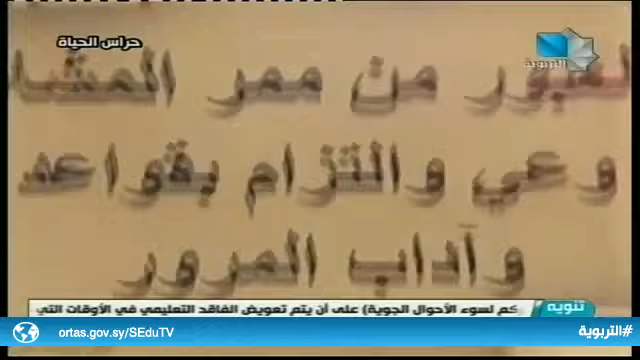 حراس الحياة
التربوية
لعبور من ممر المشا
وعي والتزام بقواعد
وآداب المرور
تنويه
كم لسوء الأحوال الجوية) على أن يتم تعويض الفاقد التعليمي في الأوقات التي
#التربوية
ortas.gov.sy/SEduTV